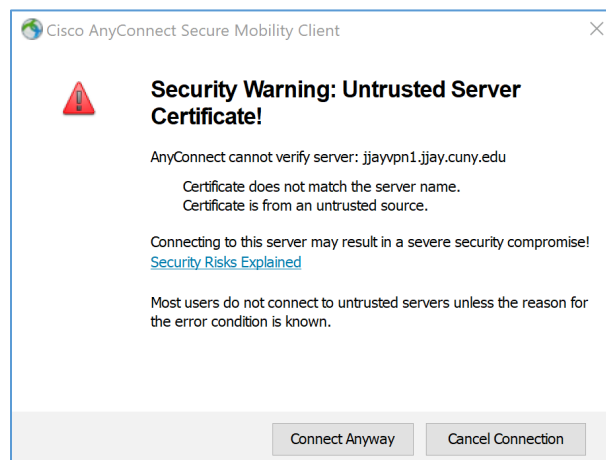 Cisco AnyConnect Secure Mobility Client
Security Warning: Untrusted Server
Certificate!
AnyConnect cannot verify server: jjayvpn1.jjay.cuny.edu
Certificate does not match the server name.
Certificate is from an untrusted source.
Connecting to this server may result in a severe security compromise!
Security Risks Explained
Most users do not connect to untrusted servers unless the reason for
the error condition is known.
Connect Anyway
Cancel Connection